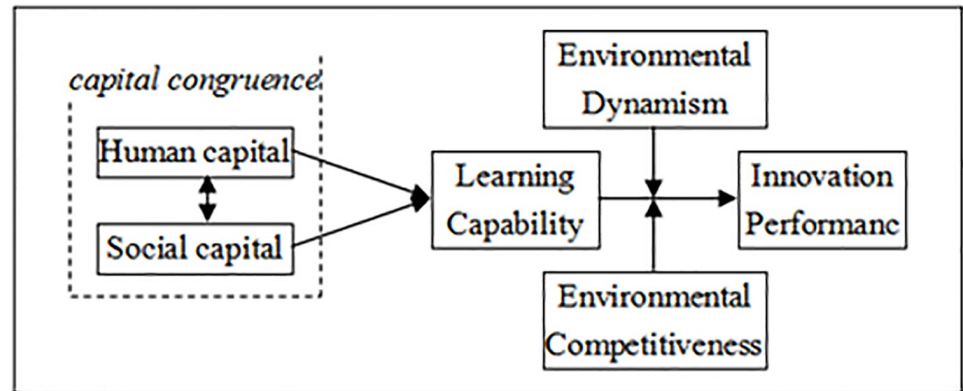 capital congruence
Human capital
Social capital
Learning
Capability
Environmental
Dynamism
Innovation
Performanc
Environmental
Competitiveness